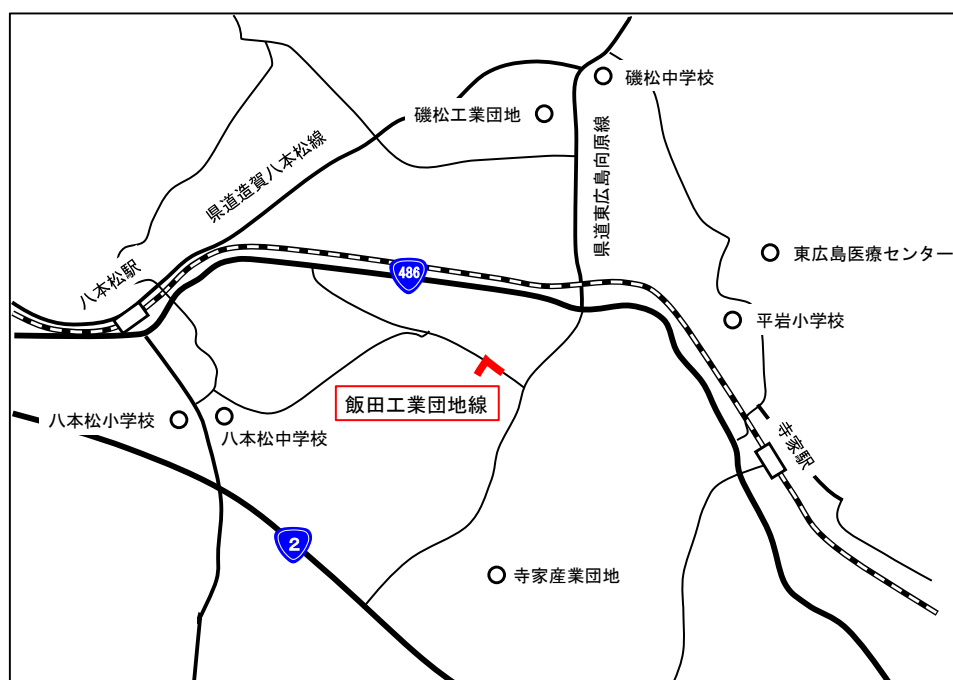 磯松中学校
磯松工業団地
県道造賀八本松線
県道東広島向原線
東広島医療センター
八本松駅
486
平岩小学校
飯田工業団地線
八本松小学校
八本松中学校
寺家駅
2
寺家産業団地